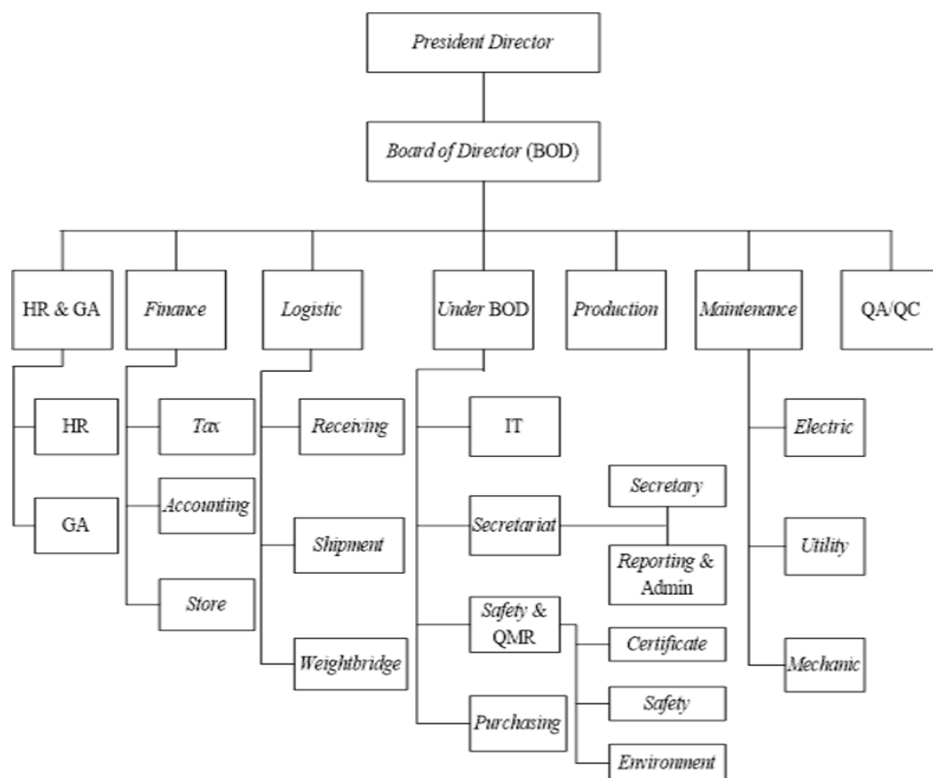 President Director
Board of Director (BOD)
HR & GA
Finance
Logistic
Under BOD
Production
Maintenance
QA/QC
HR
Tax
Receiving
IT
Electric
GA
Accounting
Shipment
Secretariat
Secretary
Reporting &
Admin
Utility
Store
Weightbridge
Safety &
QMR
Certificate
Safety
Environment
Mechanic
Purchasing